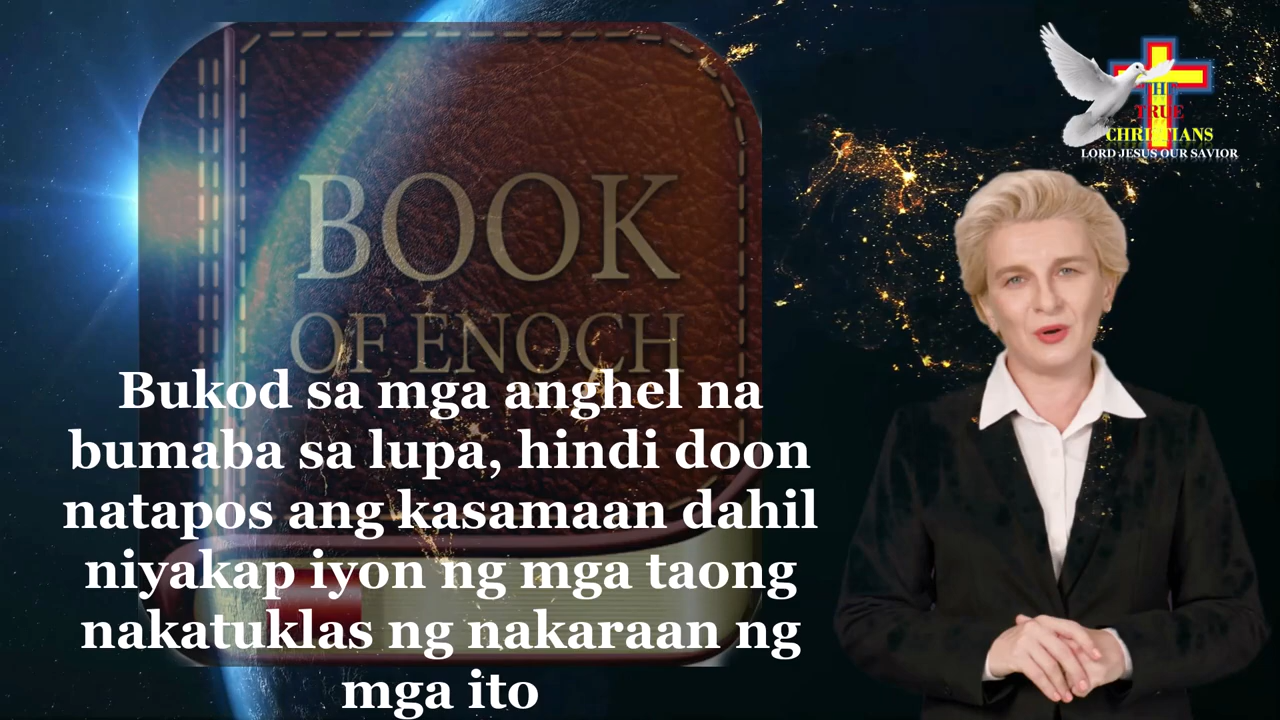 BOOK
OF ENOCH
Bukod sa mga anghel na
bumaba sa lupa, hindi doon
natapos ang kasamaan dahil
niyakap iyon ng mga taong
nakatuklas ng nakaraan ng
mga ito
TRUE
CHRISTIANS
LORD JESUS OUR SAVIOR